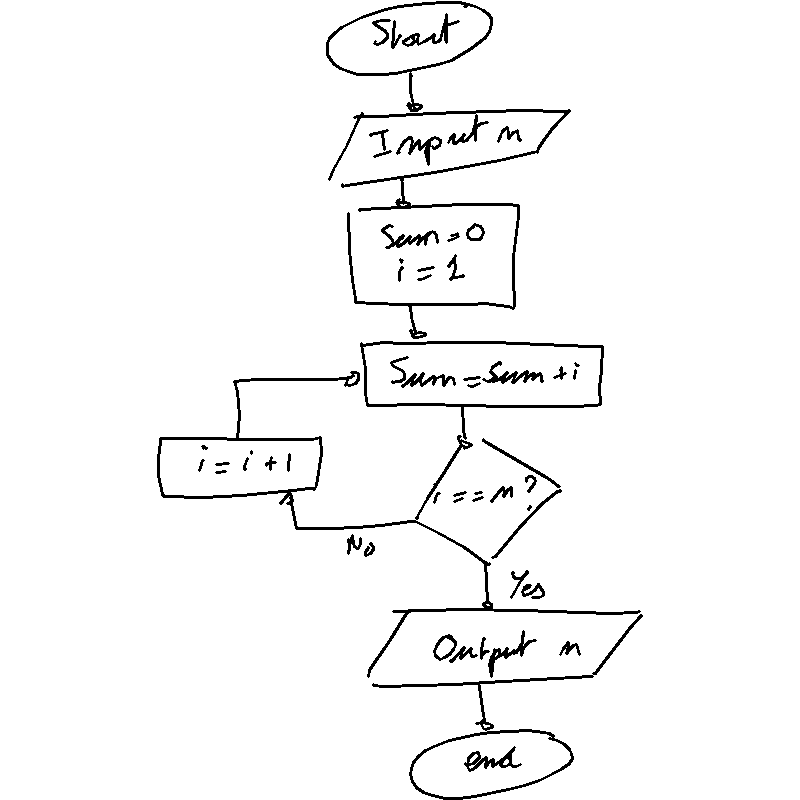 Start
Input n
Sum=0
i = 1
Sum=Sum+i
i = i + 1
i == n?
No
Yes
Output n
end